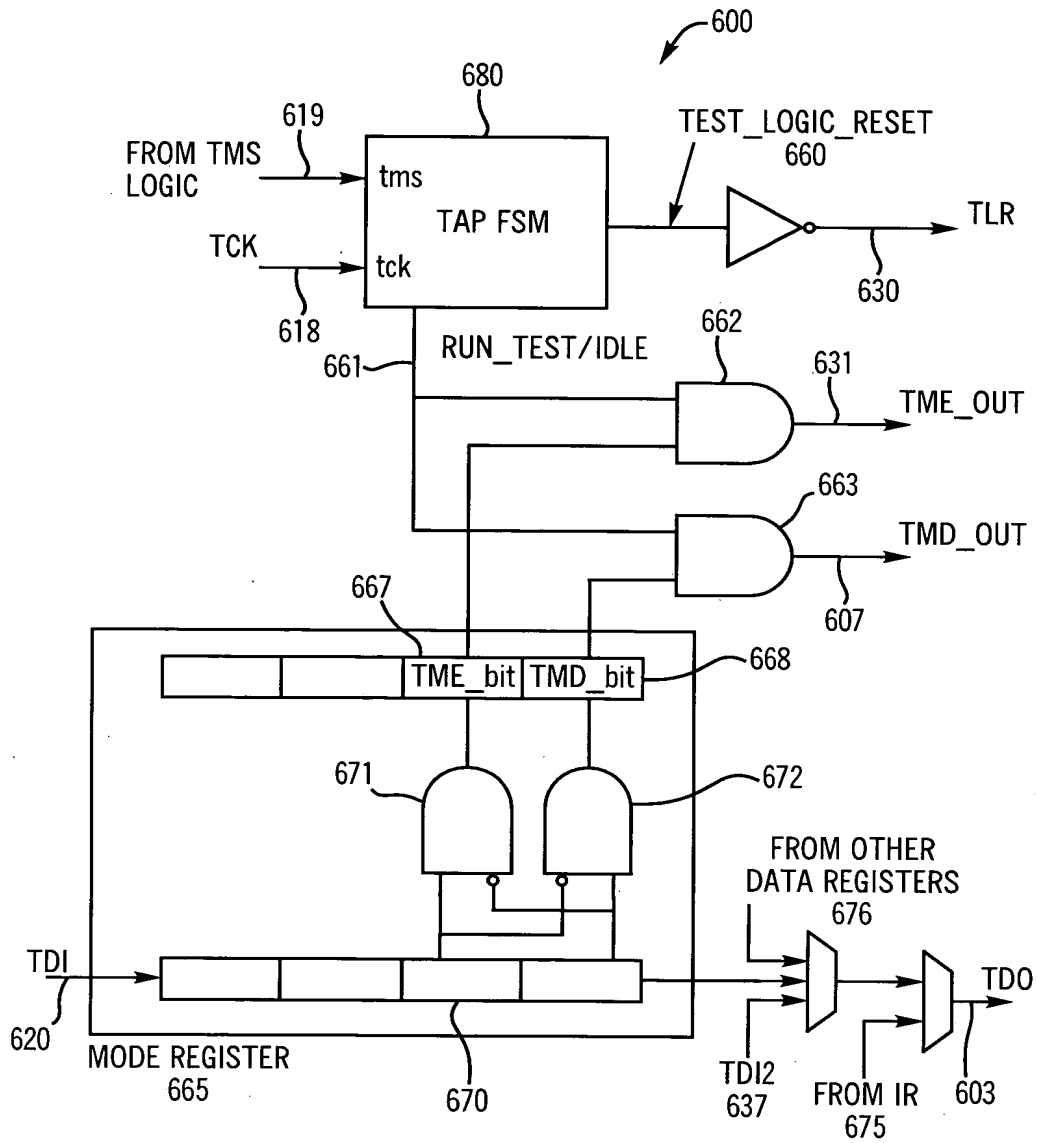 600
680
619
FROM TMS
LOGIC
tms
TEST_LOGIC_RESET
660
TAP FSM
TLR
TCK
tck
618
630
661
RUN_TEST/IDLE
662
631
TME_OUT
663
TMD_OUT
607
667
TME_bit
TMD_bit
668
671
672
FROM OTHER
DATA REGISTERS
676
TDI
620
TDO
603
MODE REGISTER
665
670
TDI2
637
FROM IR
675